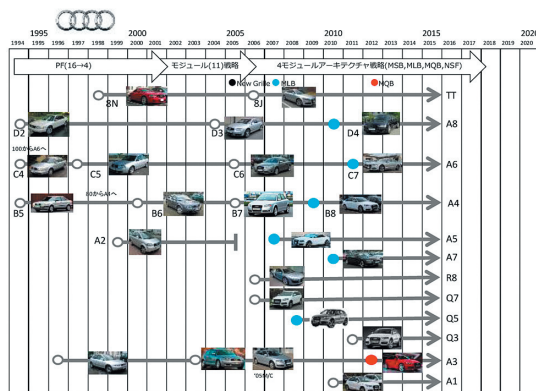 1995 2000 2005 2010 2015 2020
1994 1996 1997 1998 1999 2000 2001 2002 2003 2004 2005 2006 2007 2008 2009 2010 2011 2012 2013 2014 2015 2016 2017 2018 2020
PF(16→4) モジュール(11)戦略 4モジュールアーキテクチャ戦略(MSB,MLB,MQB,NSF)
New Grille MLB MQB
8N 8J TT
D2 D3 D4 A8
100からA6へ
C4 C5 C6 C7 A6
80からA4へ
B5 B6 B7 B8 A4
A2 A5
A7
R8
Q7
Q5
Q3
'05M/C A3
A1